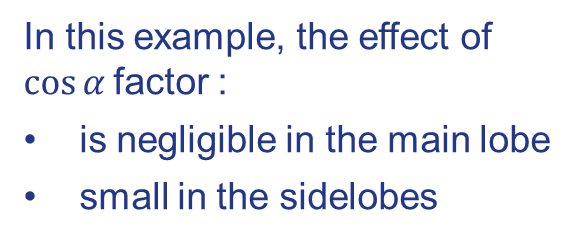 In this example, the effect of
cos α factor :
• is negligible in the main lobe
• small in the sidelobes